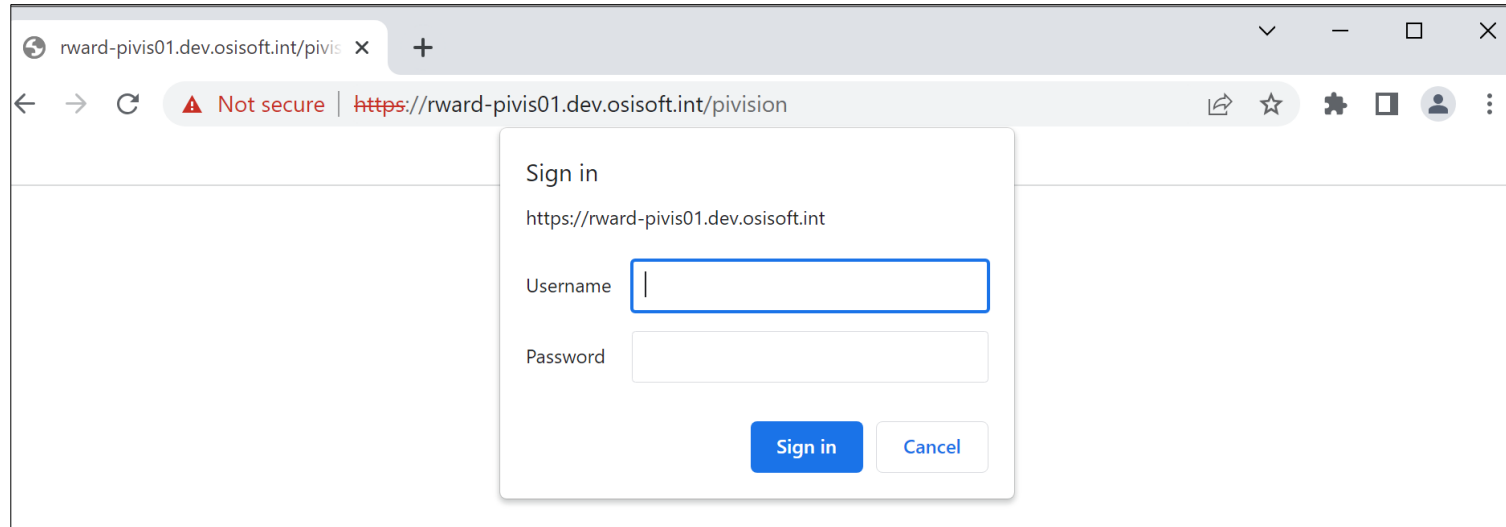 rward-pivis01.dev.osisoft.int/pivis
Not secure https://rward-pivis01.dev.osisoft.int/pivision
Sign in
https://rward-pivis01.dev.osisoft.int
Username
Password
Sign in Cancel